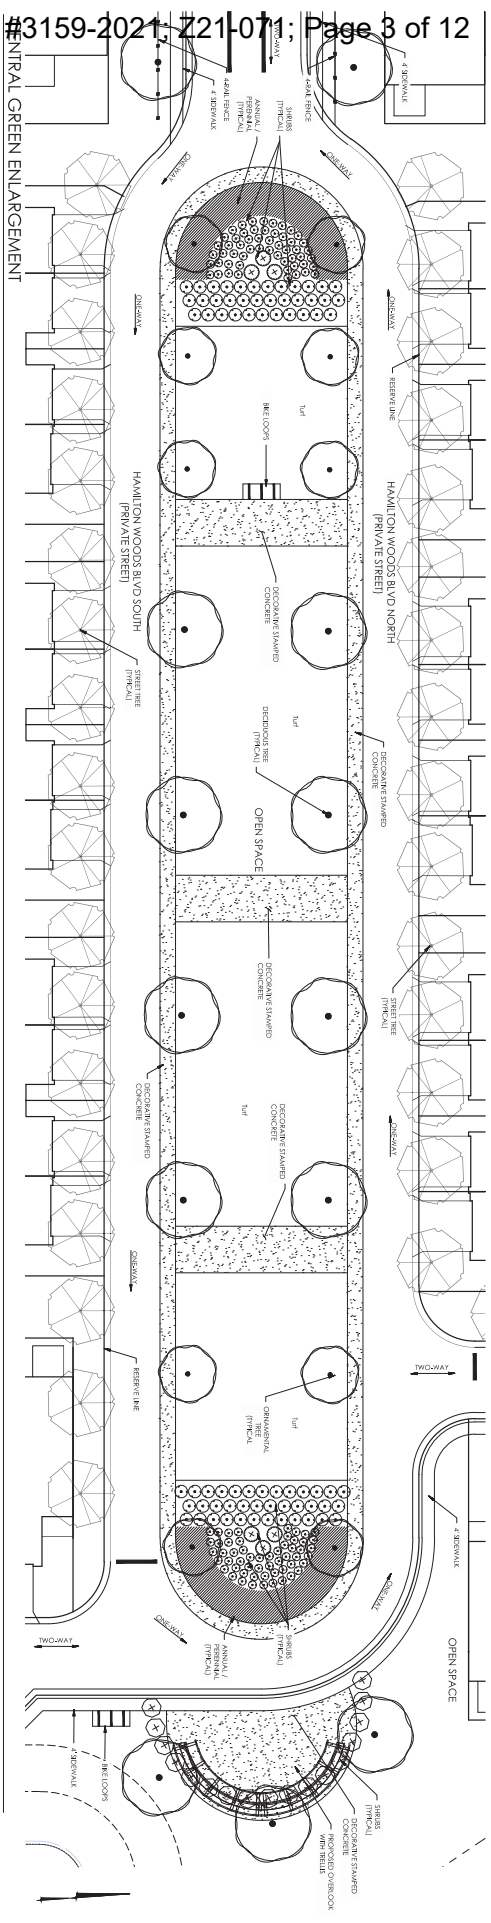 #3159-2021; Z21-071; Page 3 of 12
CENTRAL GREEN ENLARGEMENT
TWO-WAY
4' SIDEWALK
4-RAIL FENCE
4' SIDEWALK
4-RAIL FENCE
SHRUBS
(TYPICAL)
ANNUAL /
PERENNIAL
(TYPICAL)
ONE-WAY
ONE-WAY
ONE-WAY
ONE-WAY
RESERVE LINE
Turf
BIKE LOOPS
HAMILTON WOODS BLVD NORTH
(PRIVATE STREET)
HAMILTON WOODS BLVD SOUTH
(PRIVATE STREET)
DECORATIVE STAMPED
CONCRETE
STREET TREE
(TYPICAL)
Turf
DECIDUOUS TREE
(TYPICAL)
DECORATIVE STAMPED
CONCRETE
OPEN SPACE
DECORATIVE STAMPED
CONCRETE
STREET TREE
(TYPICAL)
DECORATIVE STAMPED
CONCRETE
Turf
DECORATIVE STAMPED
CONCRETE
ONE-WAY
ONE-WAY
RESERVE LINE
TWO-WAY
Turf
ORNAMENTAL
TREE
(TYPICAL
4' SIDEWALK
ONE-WAY
OPEN SPACE
ONE-WAY
SHRUBS
(TYPICAL)
ANNUAL /
PERENNIAL
(TYPICAL)
TWO-WAY
4' SIDEWALK
BIKE LOOPS
SHRUBS
(TYPICAL)
DECORATIVE STAMPED
CONCRETE
PROPOSED OVERLOOK
WITH TRELLIS